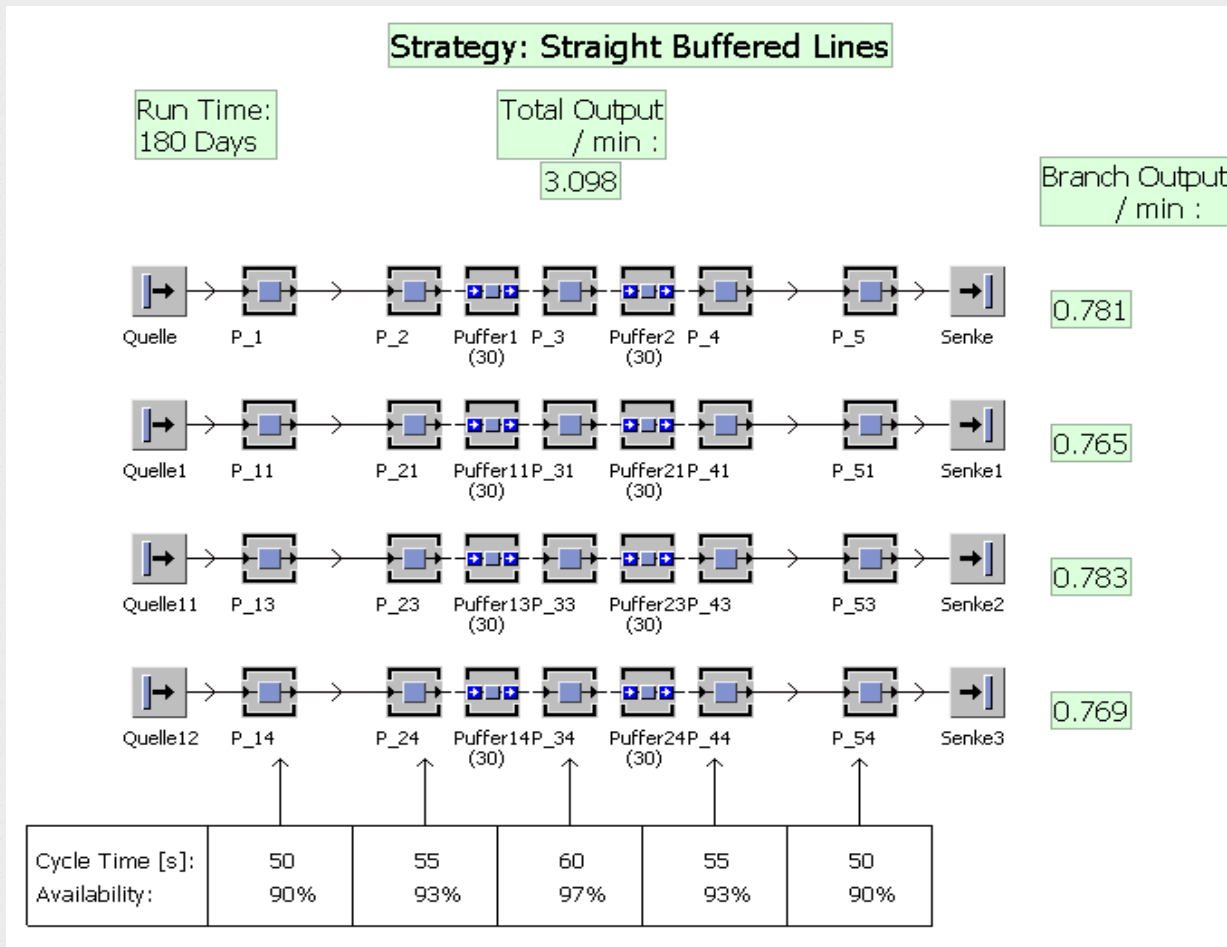 Strategy: Straight Buffered Lines
Run Time:
180 Days
Total Output
/ min :
3.098
Branch Output
/ min :
Quelle P_1 P_2 Puffer1 P_3 Puffer2 P_4 P_5 Senke
(30) (30)
0.781
Quelle1 P_11 P_21 Puffer11 P_31 Puffer21 P_41 P_51 Senke1
(30) (30)
0.765
Quelle11 P_13 P_23 Puffer13 P_33 Puffer23 P_43 P_53 Senke2
(30) (30)
0.783
Quelle12 P_14 P_24 Puffer14 P_34 Puffer24 P_44 P_54 Senke3
(30) (30)
0.769
Cycle Time [s]: 50 55 60 55 50
Availability: 90% 93% 97% 93% 90%